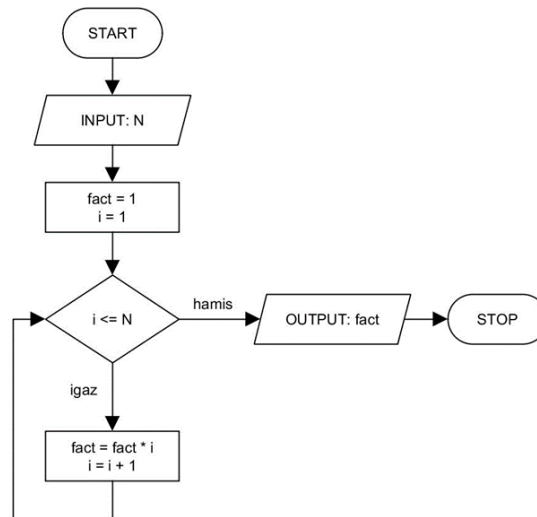 START
INPUT: N
fact = 1
i = 1
i <= N
hamis
OUTPUT: fact
STOP
igaz
fact = fact * i
i = i + 1